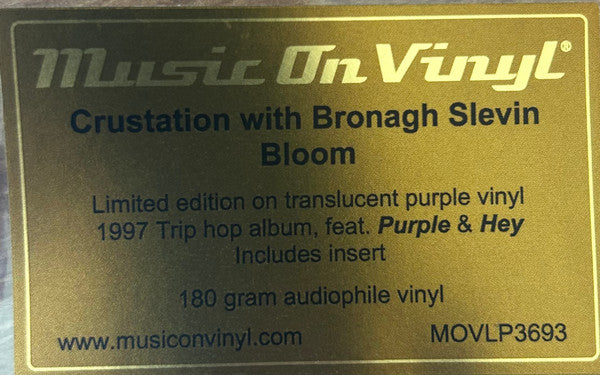 Music On Vinyl®
Crustation with Bronagh Slevin
Bloom
Limited edition on translucent purple vinyl
1997 Trip hop album, feat. Purple & Hey
Includes insert
180 gram audiophile vinyl
www.musiconvinyl.com MOVLP3693